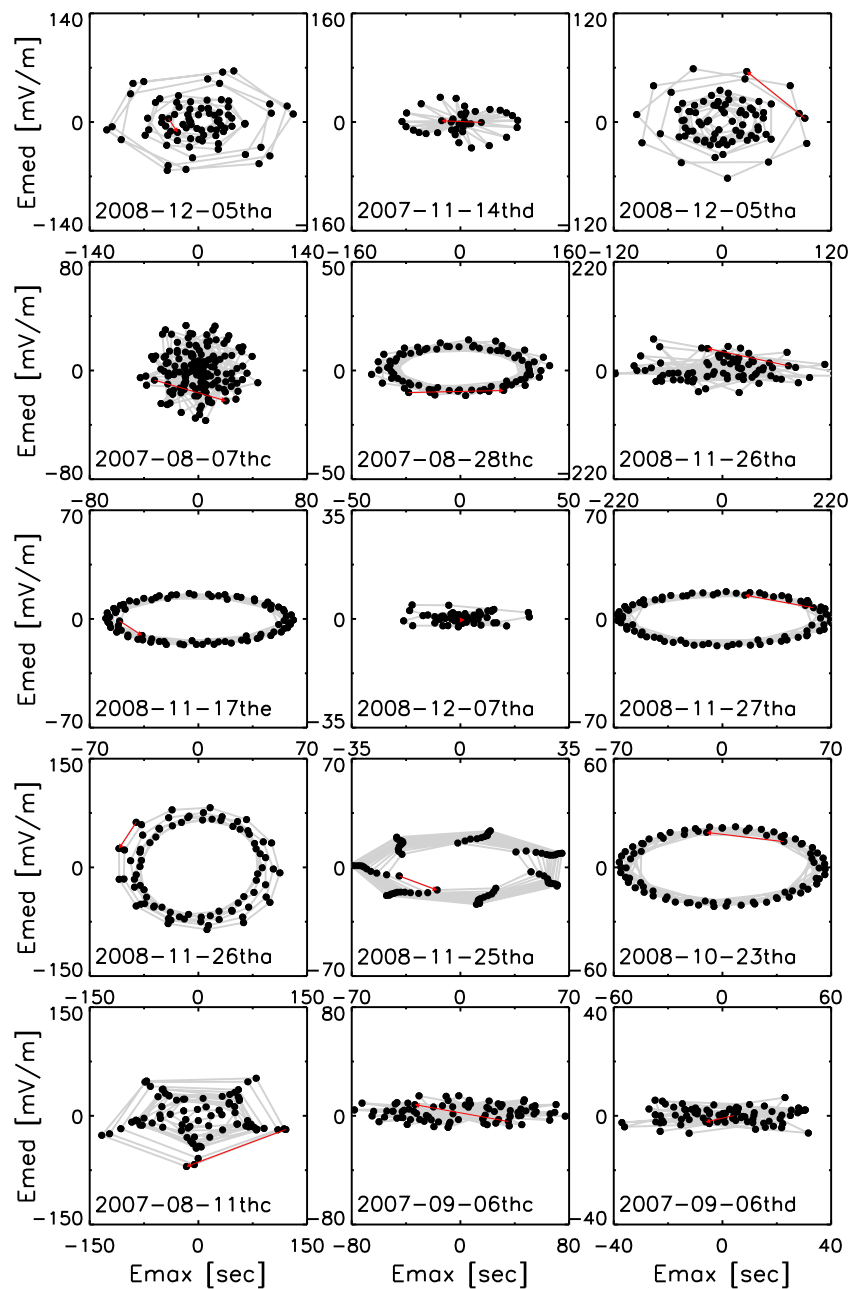 140 160 120
Emed [mV/m] 0 0 0
2008-12-05tha 2007-11-14thd 2008-12-05tha
-140 -160 -120
-140 0 140 -160 0 160 -120 0 120
80 50 220
Emed [mV/m] 0 0 0
2007-08-07thc 2007-08-28thc 2008-11-26tha
-80 -50 -220
-80 0 80 -50 0 50 -220 0 220
70 35 70
Emed [mV/m] 0 0 0
2008-11-17the 2008-12-07tha 2008-11-27tha
-70 -35 -70
-70 0 70 -35 0 35 -70 0 70
150 70 60
Emed [mV/m] 0 0 0
2008-11-26tha 2008-11-25tha 2008-10-23tha
-150 -70 -60
-150 0 150 -70 0 70 -60 0 60
150 80 40
Emed [mV/m] 0 0 0
2007-08-11thc 2007-09-06thc 2007-09-06thd
-150 -80 -40
-150 0 150 -80 0 80 -40 0 40
Emax [sec] Emax [sec] Emax [sec]